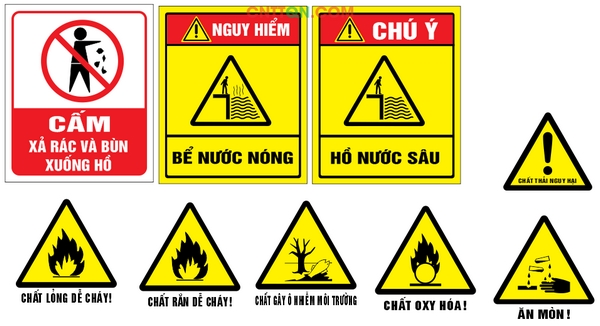 CNTTQN.COM
NGUY HIỂM
CHÚ Ý
CẤM
XẢ RÁC VÀ BÙN
XUỐNG HỒ
BỂ NƯỚC NÓNG
HỒ NƯỚC SÂU
CHẤT THẢI NGUY HẠI
CHẤT LỎNG DỄ CHÁY!
CHẤT RẮN DỄ CHÁY!
CHẤT GÂY Ô NHIỄM MÔI TRƯỜNG
CHẤT OXY HÓA!
ĂN MÒN!